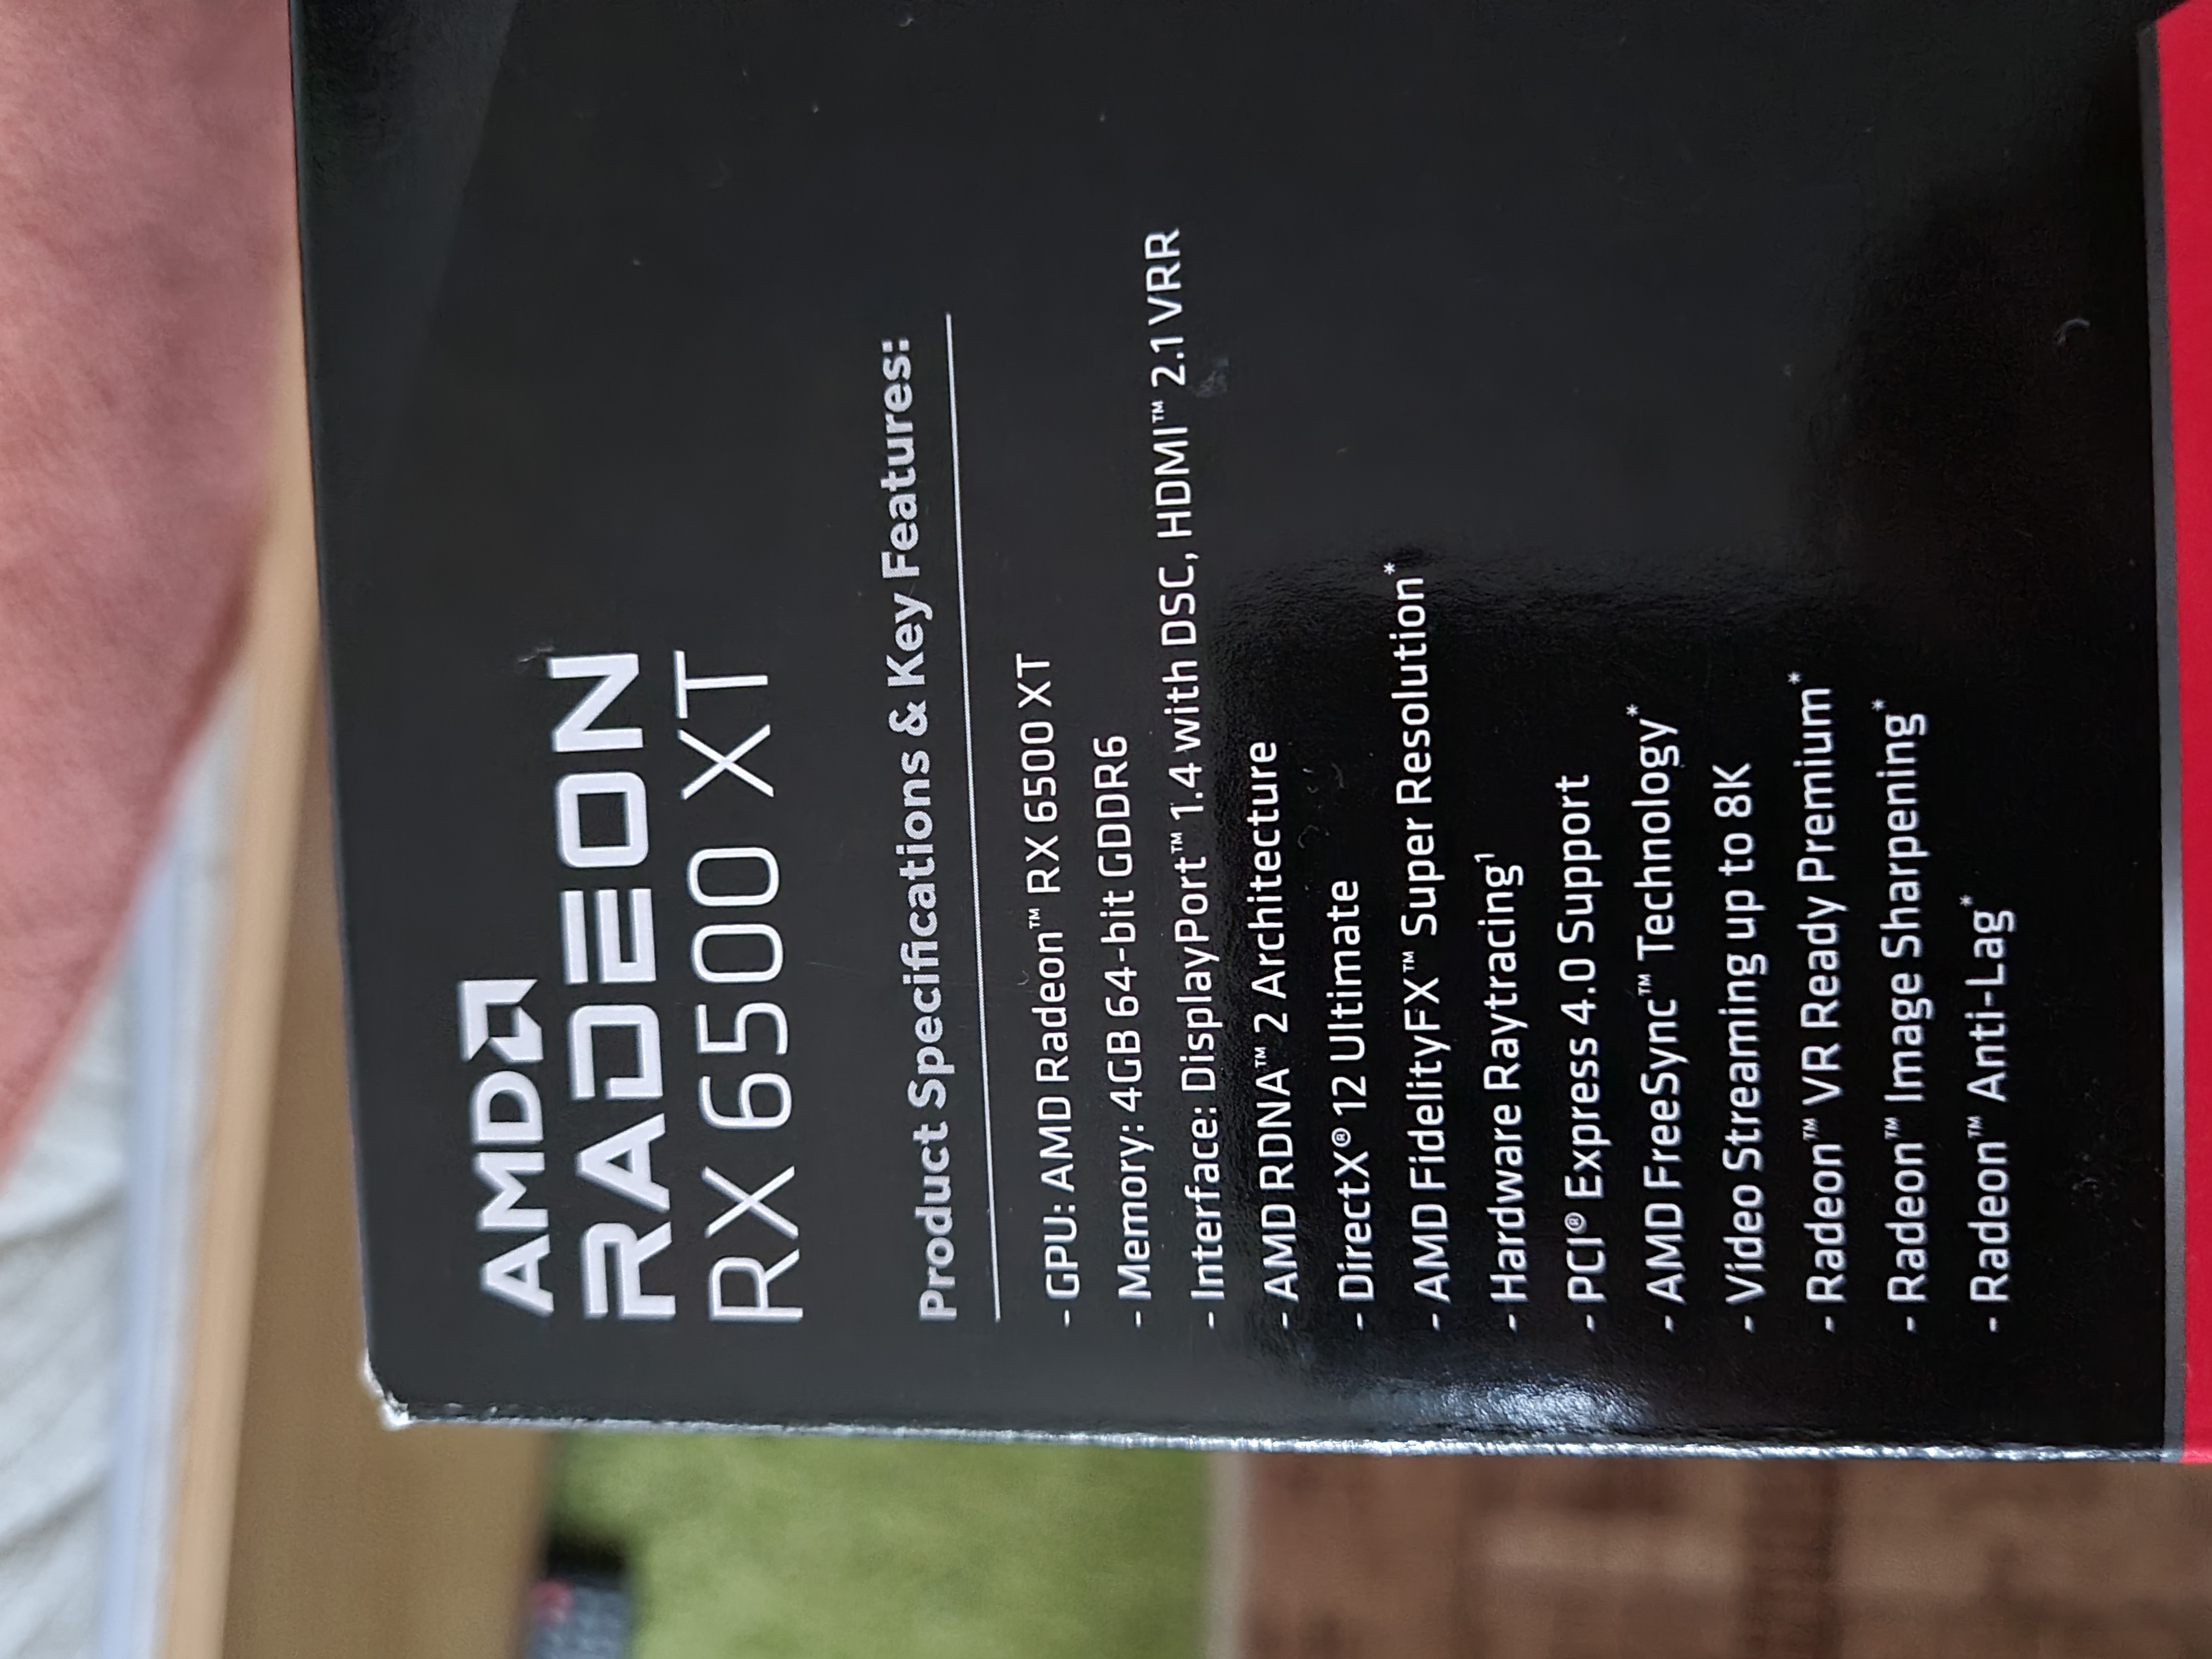 AMD
RADEON
RX 6500 XT
Product Specifications & Key Features:
- GPU: AMD Radeon™ RX 6500 XT
- Memory: 4GB 64-bit GDDR6
- Interface: DisplayPort™ 1.4 with DSC, HDMI™ 2.1 VRR
- AMD RDNA™ 2 Architecture
- DirectX® 12 Ultimate
- AMD FidelityFX™ Super Resolution*
- Hardware Raytracing¹
- PCI® Express 4.0 Support
- AMD FreeSync™ Technology*
- Video Streaming up to 8K
- Radeon™ VR Ready Premium*
- Radeon™ Image Sharpening*
- Radeon™ Anti-Lag*